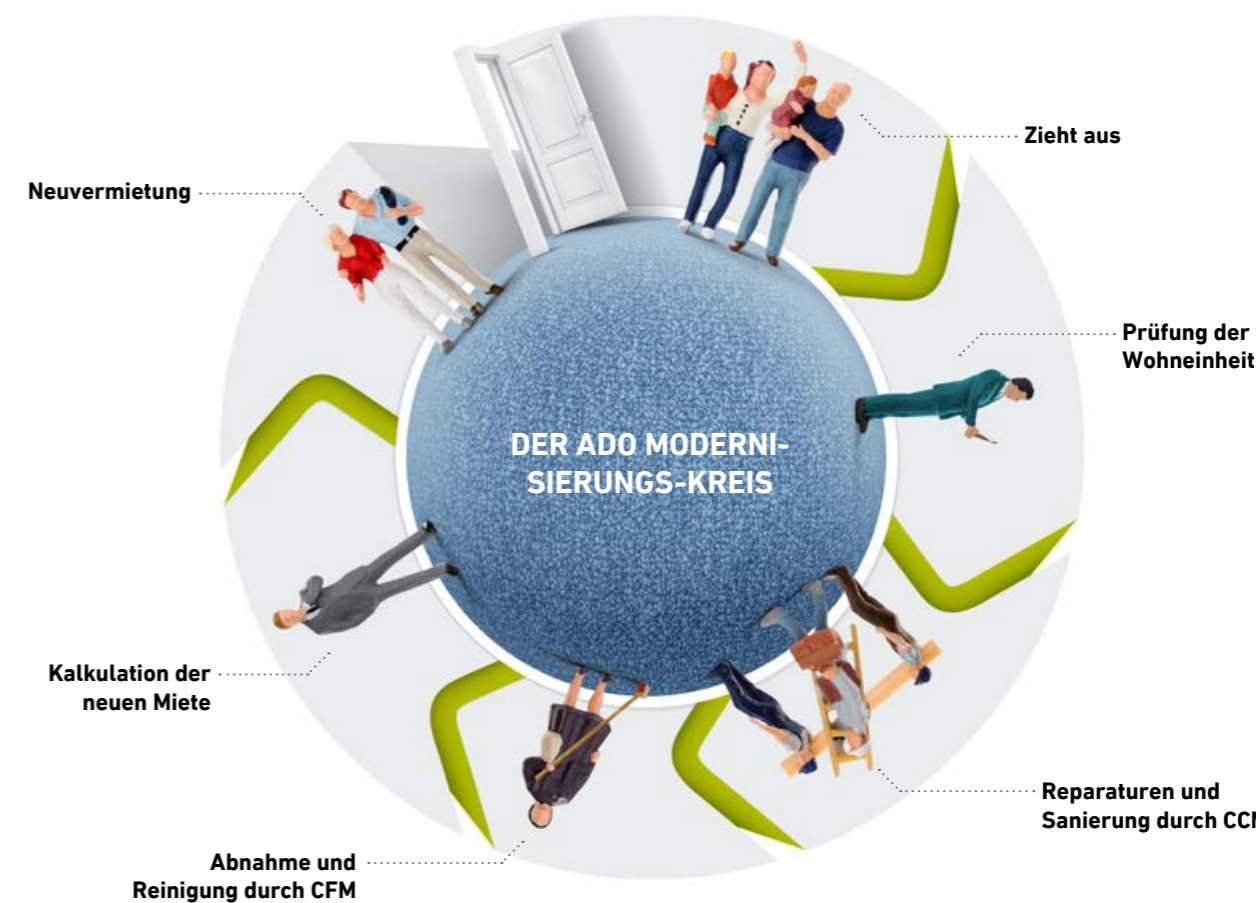 Zieht aus
Neuvermietung
Prüfung der
Wohneinheit
DER ADO MODERNI-
SIERUNGS-KREIS
Kalkulation der
neuen Miete
Reparaturen und
Sanierung durch
Abnahme und
Reinigung durch CFM